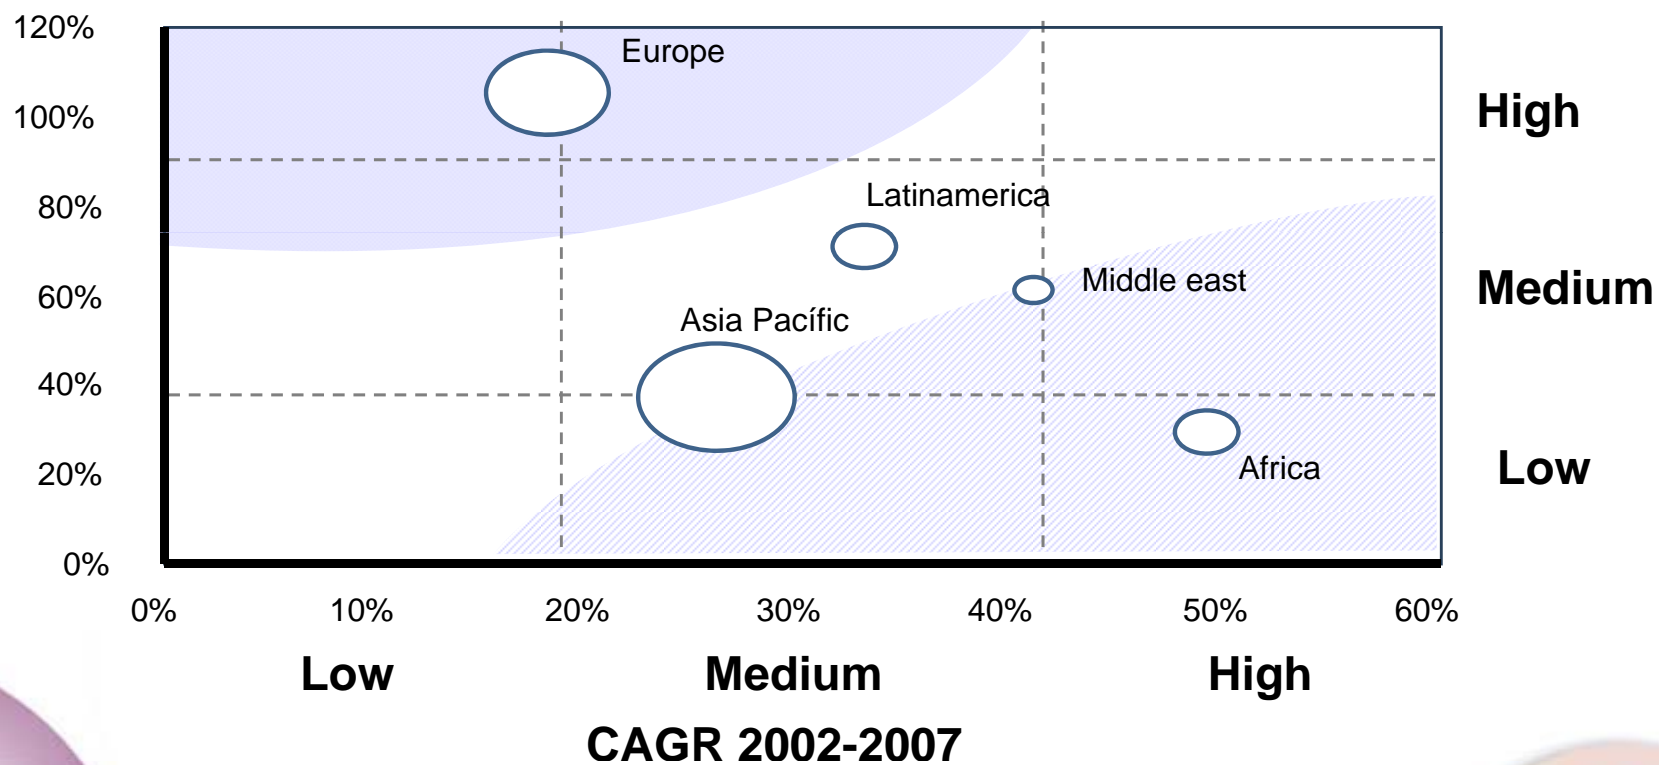 120%
Europe
100%
High
80%
Latinamerica
60%
Middle east
Medium
Asia Pacífic
40%
20%
Africa
Low
0%
0% 10% 20% 30% 40% 50% 60%
Low Medium High
CAGR 2002-2007